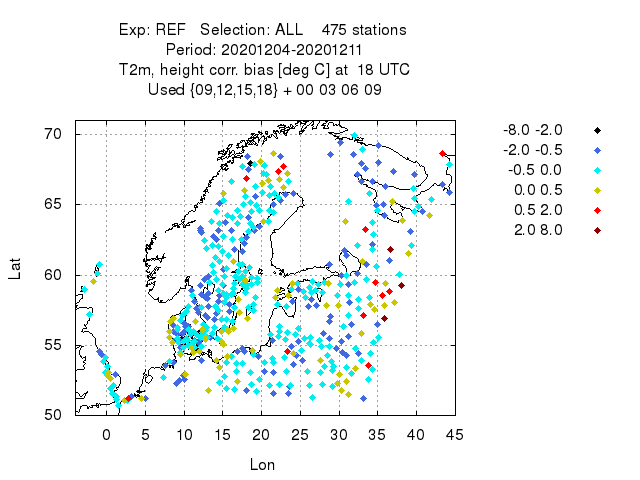 Exp: REF   Selection: ALL    475 stations
Period: 20201204-20201211
T2m, height corr. bias [deg C] at  18 UTC
Used {09,12,15,18} + 00 03 06 09
70
65
60
55
50
Lat
0 5 10 15 20 25 30 35 40 45
Lon
-8.0 -2.0
-2.0 -0.5
-0.5 0.0
0.0 0.5
0.5 2.0
2.0 8.0